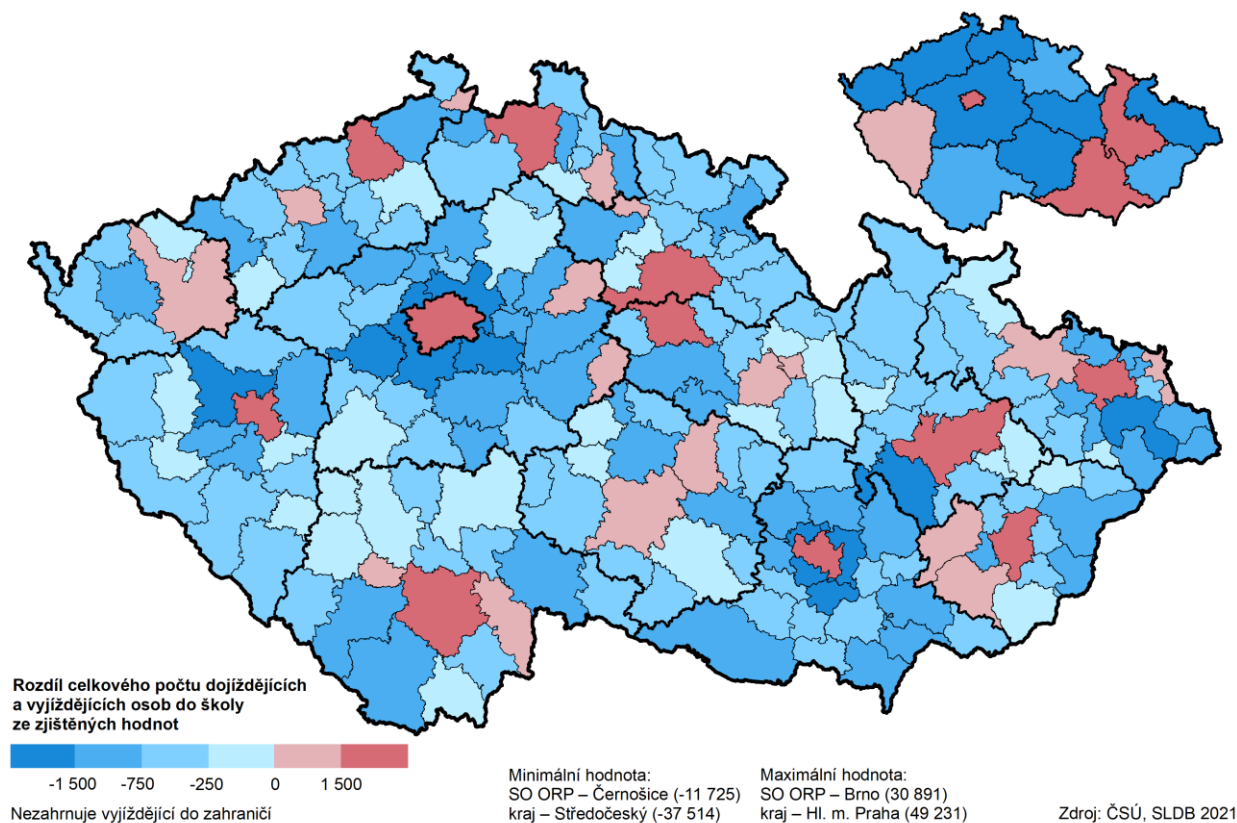 Rozdíl celkového počtu dojíždějících
a vyjíždějících osob do školy
ze zjištěných hodnot
-1 500 -750 -250 0 1 500
Nezahrnuje vyjíždějící do zahraničí
Minimální hodnota:
SO ORP – Černošice (-11 725)
kraj – Středočeský (-37 514)
Maximální hodnota:
SO ORP – Brno (30 891)
kraj – Hl. m. Praha (49 231)
Zdroj: ČSÚ, SLDB 2021